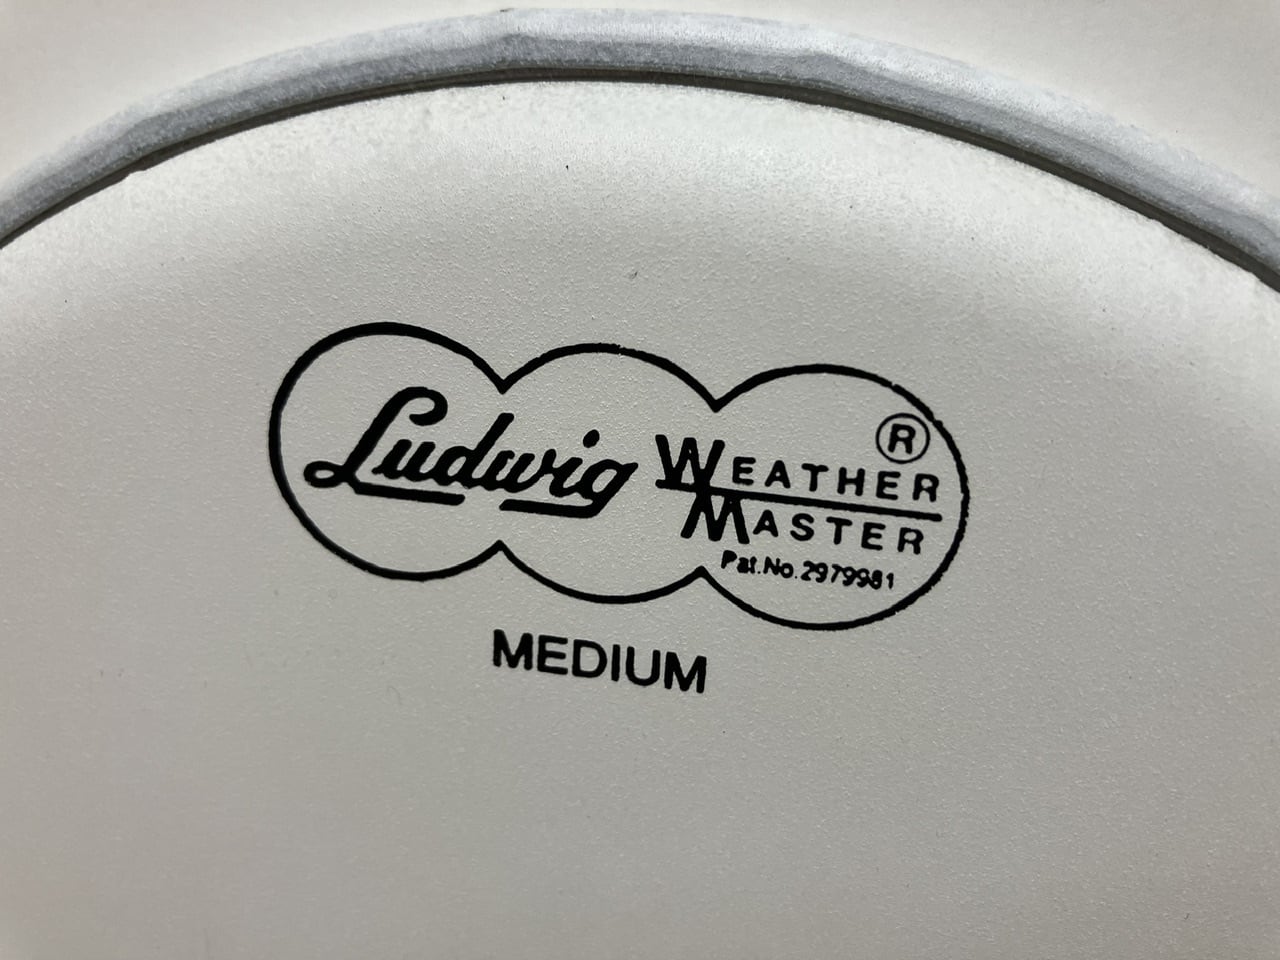 Ludwig WEATHER MASTER ®
Pat.No.2979981
MEDIUM